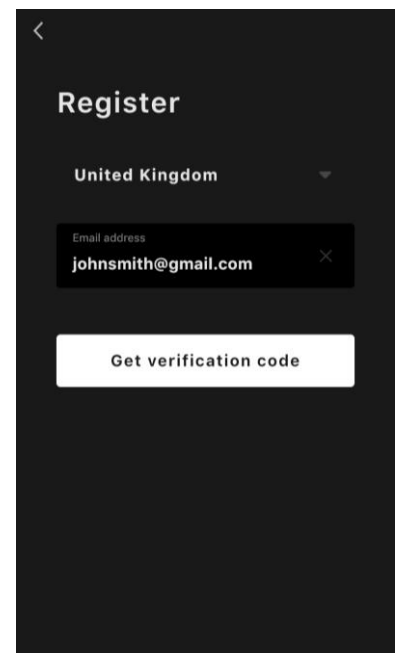 Register
United Kingdom
Email address
johnsmith@gmail.com
Get verification code